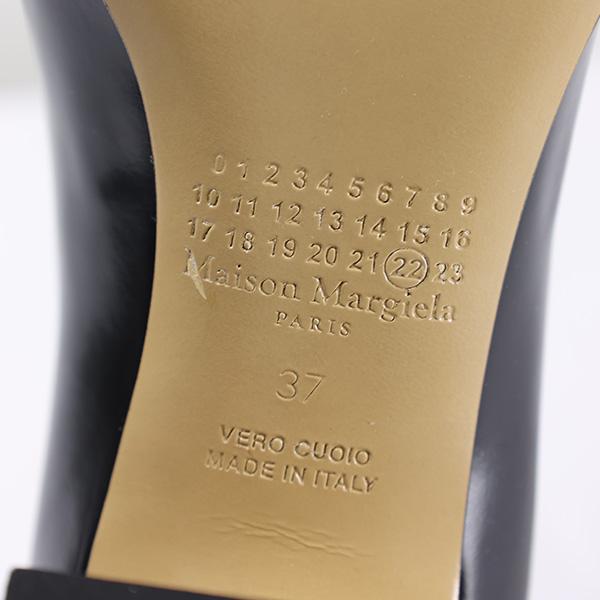 0 1 2 3 4 5 6 7 8 9
10 11 12 13 14 15 16
17 18 19 20 21 22 23
Maison Margiela
PARIS
37
VERO CUOIO
MADE IN ITALY